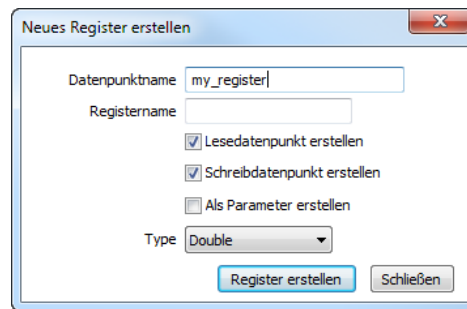 Neues Register erstellen
Datenpunktname my_register
Registername
Lesedatenpunkt erstellen
Schreibdatenpunkt erstellen
Als Parameter erstellen
Type Double
Register erstellen Schließen